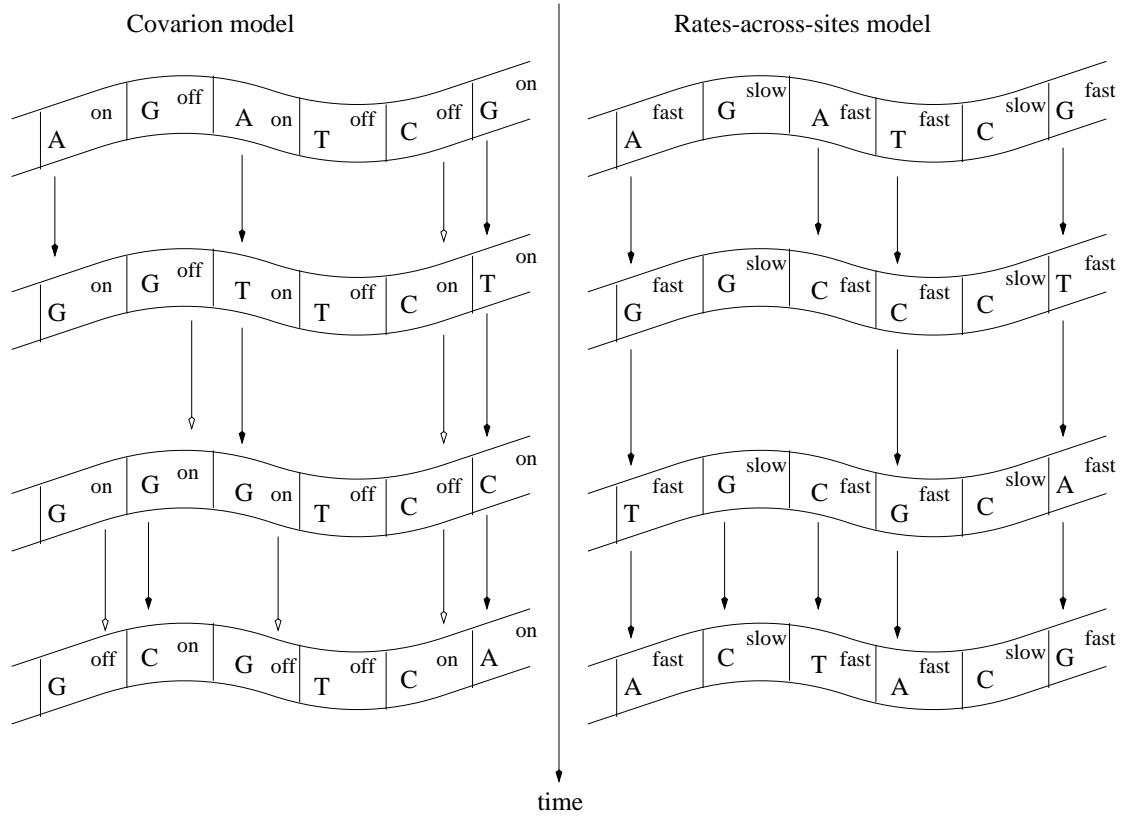 Covarion model
A on G off A on T off C off G on
G on G off T on T off C on T on
G on G on G on T off C off C on
G off C on G off T off C on A on
Rates-across-sites model
A fast G slow A fast T fast C slow G fast
G fast G slow C fast C fast C slow T fast
T fast G slow C fast G fast C slow A fast
A fast C slow T fast A fast C slow G fast
time